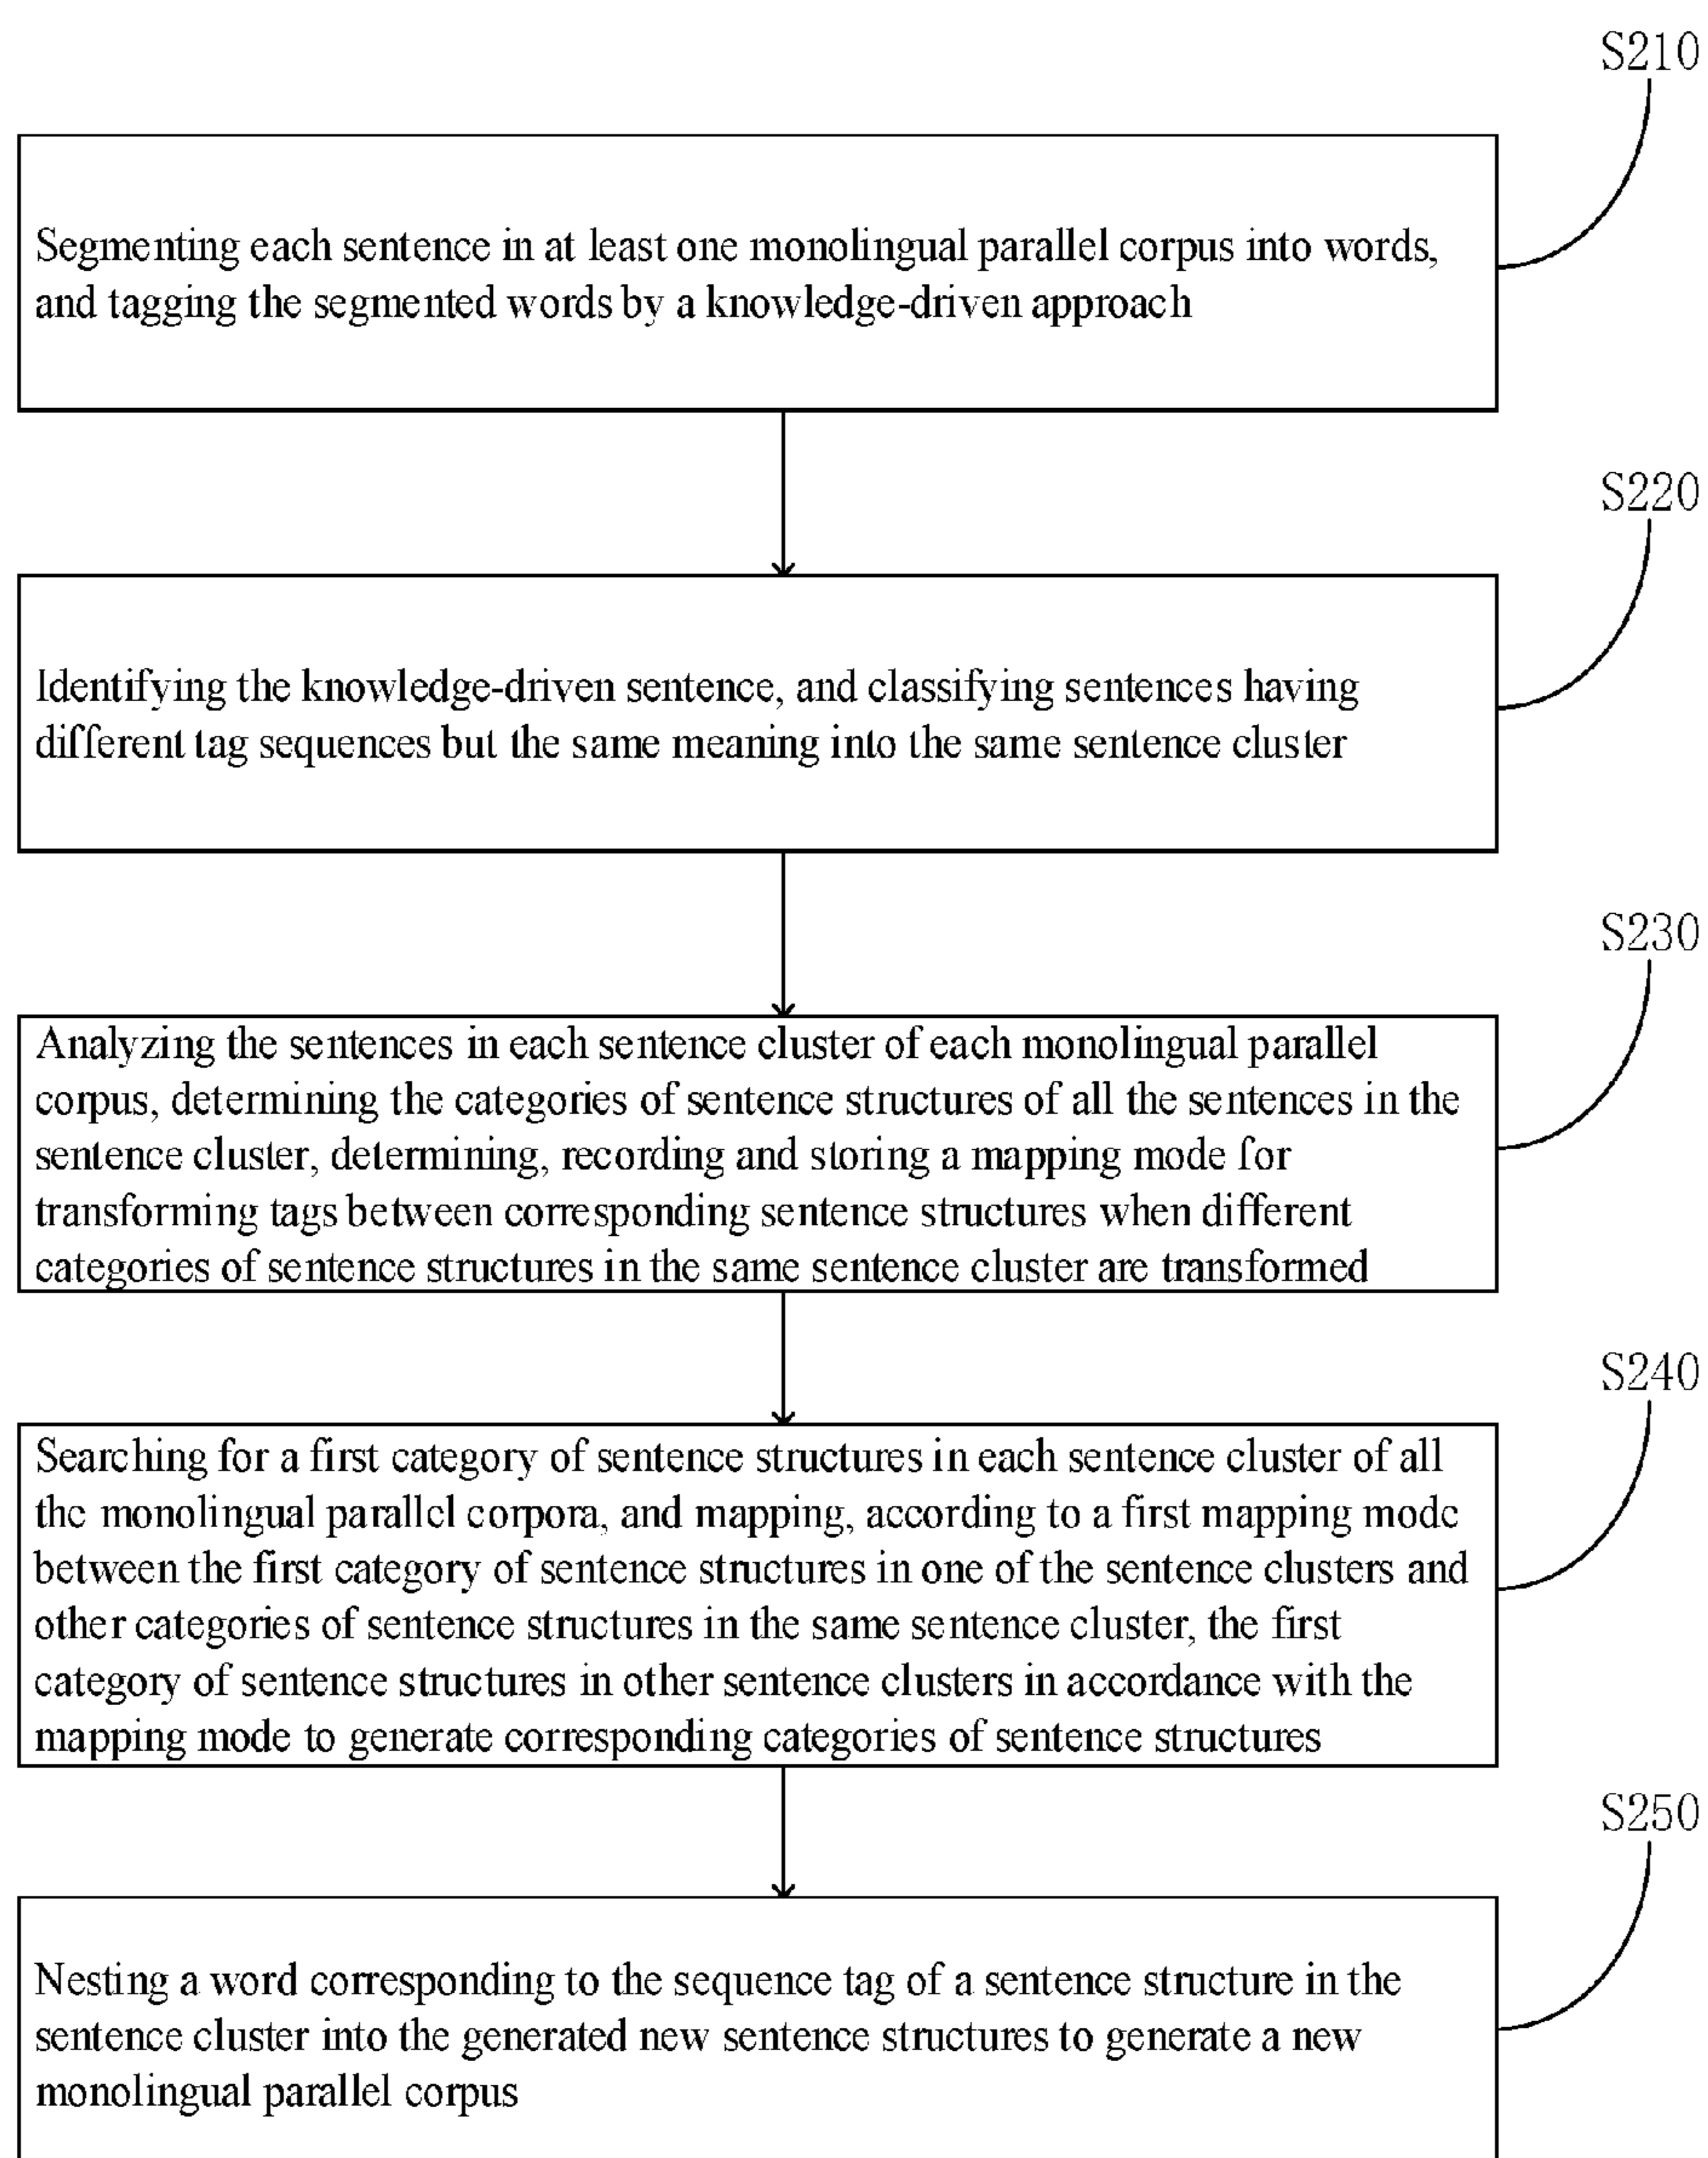 S210
Segmenting each sentence in at least one monolingual parallel corpus into words,
and tagging the segmented words by a knowledge-driven approach
S220
Identifying the knowledge-driven sentence, and classifying sentences having
different tag sequences but the same meaning into the same sentence cluster
S230
Analyzing the sentences in each sentence cluster of each monolingual parallel
corpus, determining the categories of sentence structures of all the sentences in the
sentence cluster, determining, recording and storing a mapping mode for
transforming tags between corresponding sentence structures when different
categories of sentence structures in the same sentence cluster are transformed
S240
Searching for a first category of sentence structures in each sentence cluster of all
the monolingual parallel corpora, and mapping, according to a first mapping mode
between the first category of sentence structures in one of the sentence clusters and
other categories of sentence structures in the same sentence cluster, the first
category of sentence structures in other sentence clusters in accordance with the
mapping mode to generate corresponding categories of sentence structures
S250
Nesting a word corresponding to the sequence tag of a sentence structure in the
sentence cluster into the generated new sentence structures to generate a new
monolingual parallel corpus